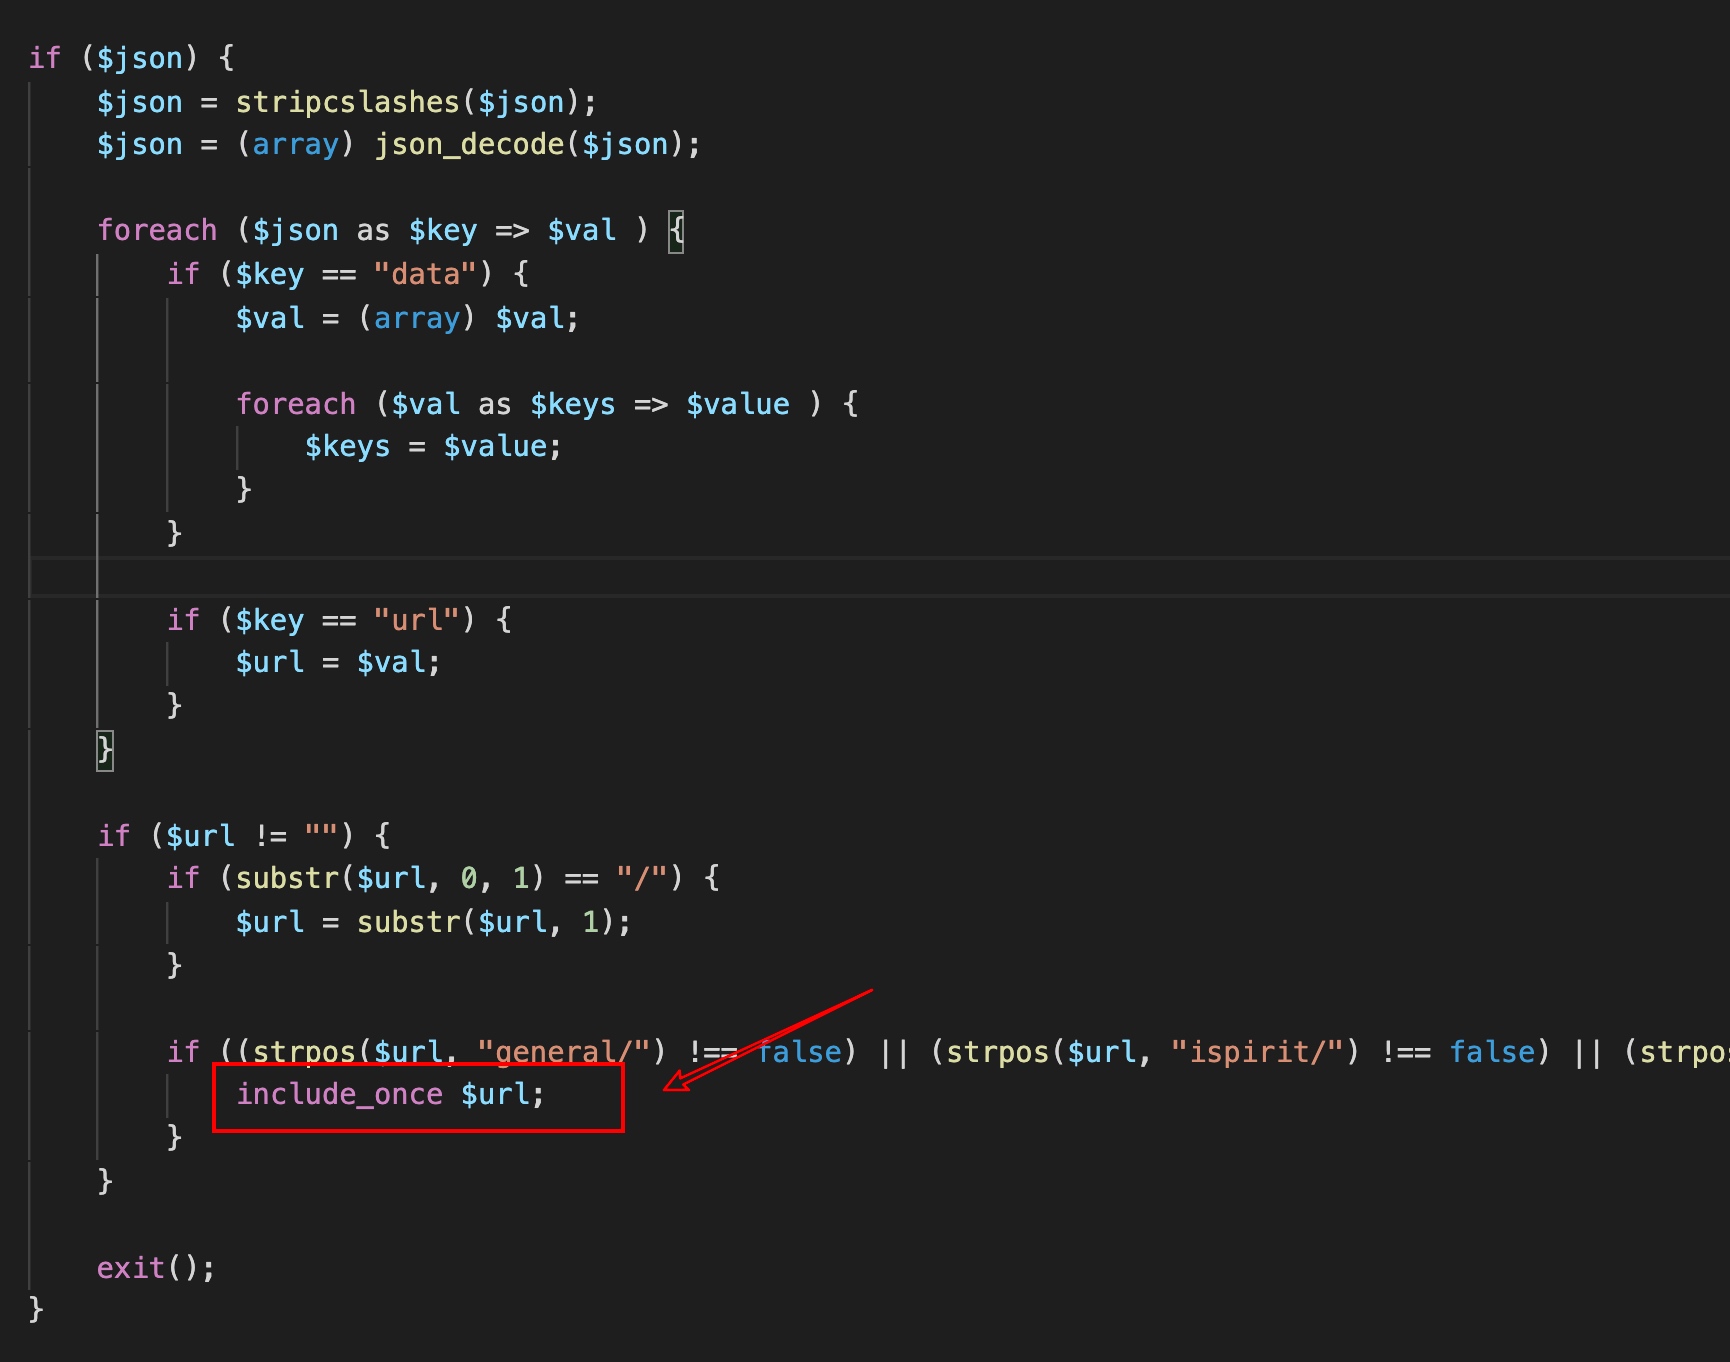 if ($json) {
$json = stripcslashes($json);
$json = (array) json_decode($json);
foreach ($json as $key => $val ) {
if ($key == "data") {
$val = (array) $val;
foreach ($val as $keys => $value ) {
$keys = $value;
}
}
if ($key == "url") {
$url = $val;
}
}
if ($url != "") {
if (substr($url, 0, 1) == "/") {
$url = substr($url, 1);
}
if ((strpos($url, "general/") !== false) || (strpos($url, "ispirit/") !== false) || (strpos
include_once $url;
}
}
exit();
}